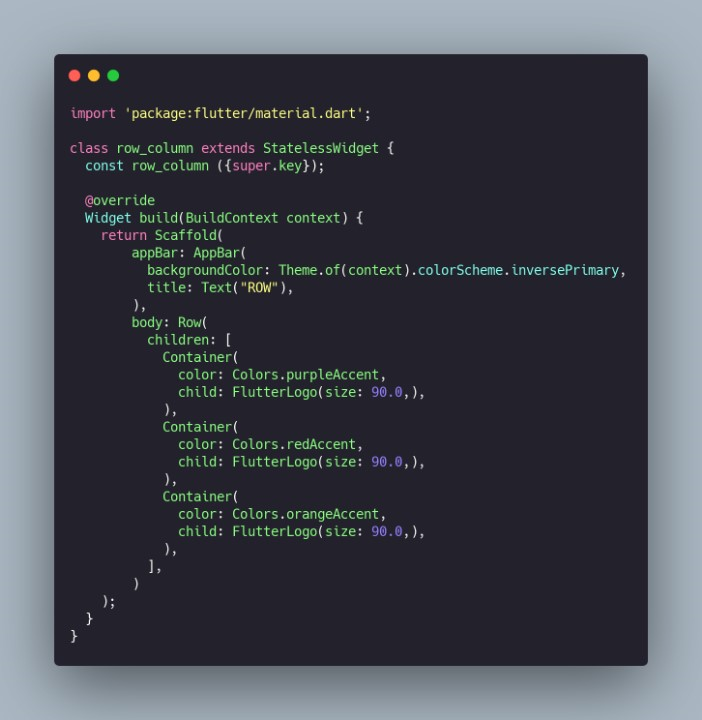 import 'package:flutter/material.dart';

class row_column extends StatelessWidget {
  const row_column ({super.key});

  @override
  Widget build(BuildContext context) {
    return Scaffold(
        appBar: AppBar(
          backgroundColor: Theme.of(context).colorScheme.inversePrimary,
          title: Text("ROW"),
        ),
        body: Row(
          children: [
            Container(
              color: Colors.purpleAccent,
              child: FlutterLogo(size: 90.0,),
            ),
            Container(
              color: Colors.redAccent,
              child: FlutterLogo(size: 90.0,),
            ),
            Container(
              color: Colors.orangeAccent,
              child: FlutterLogo(size: 90.0,),
            ),
          ],
        )
    );
  }
}